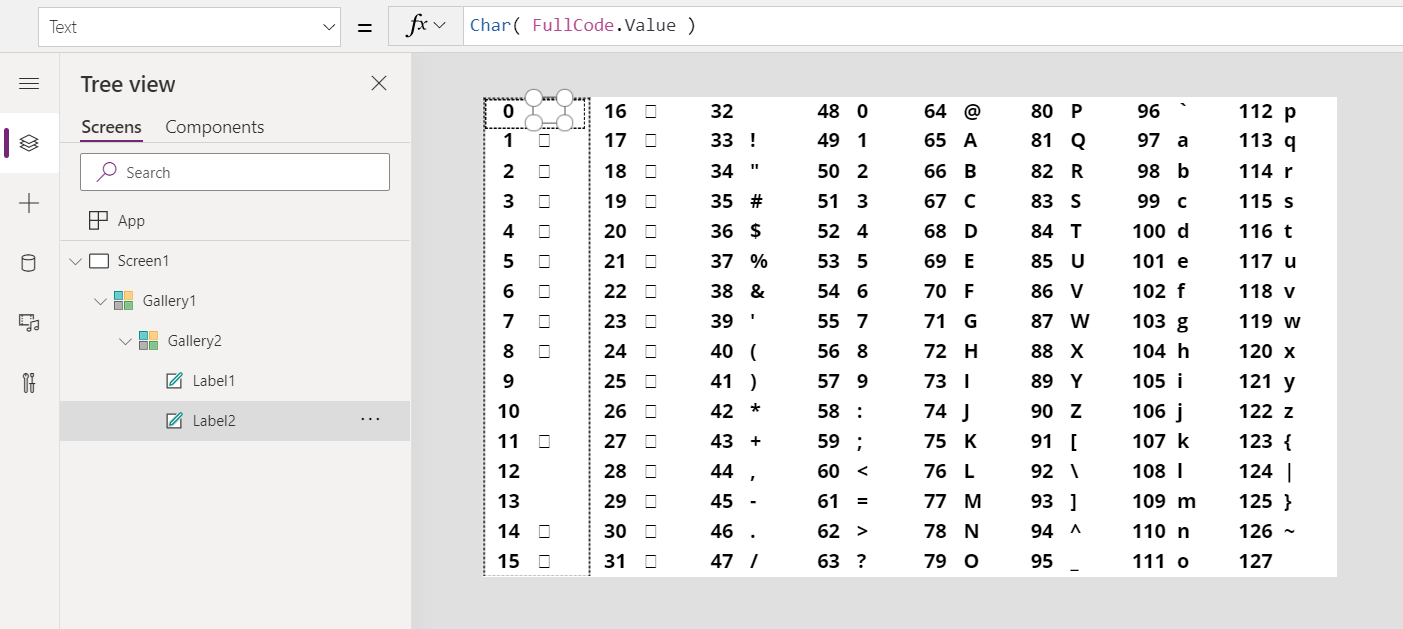 Text = fx Char( FullCode.Value )
Tree view
Screens Components
Search
App
Screen1
Gallery1
Gallery2
Label1
Label2 ...
0 16 □ 32 48 0 64 @ 80 P 96 ` 112 p
1 □ 17 □ 33 ! 49 1 65 A 81 Q 97 a 113 q
2 □ 18 □ 34 " 50 2 66 B 82 R 98 b 114 r
3 □ 19 □ 35 # 51 3 67 C 83 S 99 c 115 s
4 □ 20 □ 36 $ 52 4 68 D 84 T 100 d 116 t
5 □ 21 □ 37 % 53 5 69 E 85 U 101 e 117 u
6 □ 22 □ 38 & 54 6 70 F 86 V 102 f 118 v
7 □ 23 □ 39 ' 55 7 71 G 87 W 103 g 119 w
8 □ 24 □ 40 ( 56 8 72 H 88 X 104 h 120 x
9 25 □ 41 ) 57 9 73 I 89 Y 105 i 121 y
10 26 □ 42 * 58 : 74 J 90 Z 106 j 122 z
11 □ 27 □ 43 + 59 ; 75 K 91 [ 107 k 123 {
12 28 □ 44 , 60 < 76 L 92 \ 108 l 124 |
13 29 □ 45 - 61 = 77 M 93 ] 109 m 125 }
14 □ 30 □ 46 . 62 > 78 N 94 ^ 110 n 126 ~
15 □ 31 □ 47 / 63 ? 79 O 95 _ 111 o 127